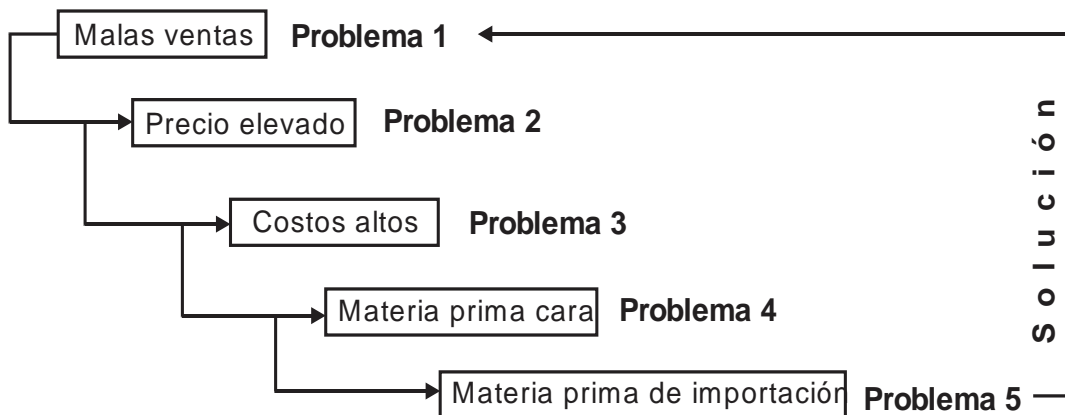 Malas ventas Problema 1
Precio elevado Problema 2
Costos altos Problema 3
Materia prima cara Problema 4
Materia prima de importación Problema 5
Solución